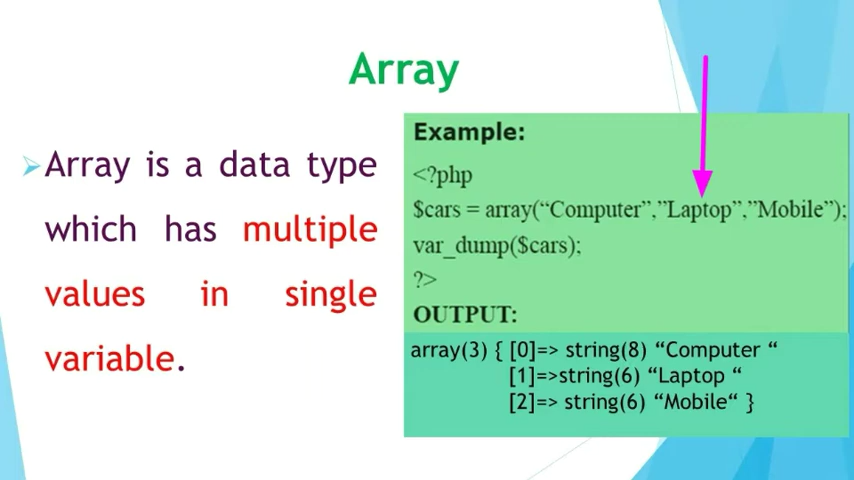 Array
Array is a data type
which has multiple
values in single
variable.
Example:
<?php
$cars = array(“Computer”,”Laptop”,”Mobile”);
var_dump($cars);
?>
OUTPUT:
array(3) { [0]=> string(8) “Computer “
[1]=>string(6) “Laptop “
[2]=> string(6) “Mobile“ }